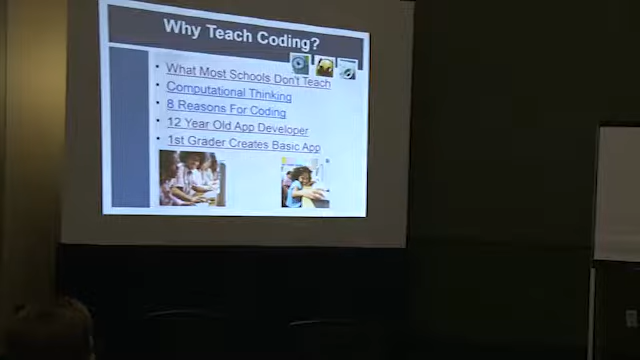 Why Teach Coding?
What Most Schools Don't Teach
Computational Thinking
8 Reasons For Coding
12 Year Old App Developer
1st Grader Creates Basic App